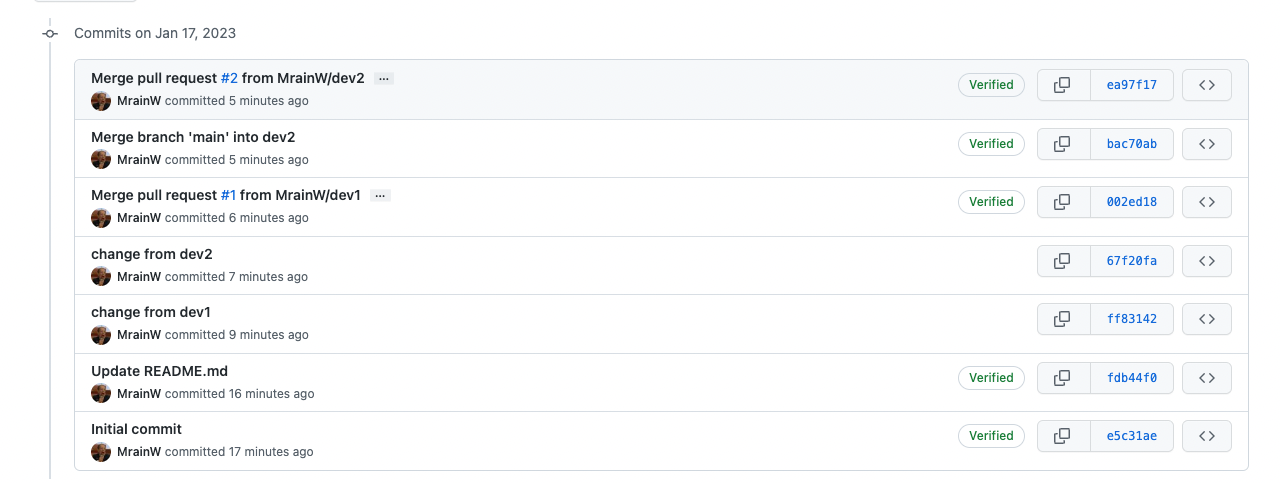 Commits on Jan 17, 2023
Merge pull request #2 from MrainW/dev2 ...
MrainW committed 5 minutes ago
Verified
ea97f17
Merge branch 'main' into dev2
MrainW committed 5 minutes ago
Verified
bac70ab
Merge pull request #1 from MrainW/dev1 ...
MrainW committed 6 minutes ago
Verified
002ed18
change from dev2
MrainW committed 7 minutes ago
67f20fa
change from dev1
MrainW committed 9 minutes ago
ff83142
Update README.md
MrainW committed 16 minutes ago
Verified
fdb44f0
Initial commit
MrainW committed 17 minutes ago
Verified
e5c31ae